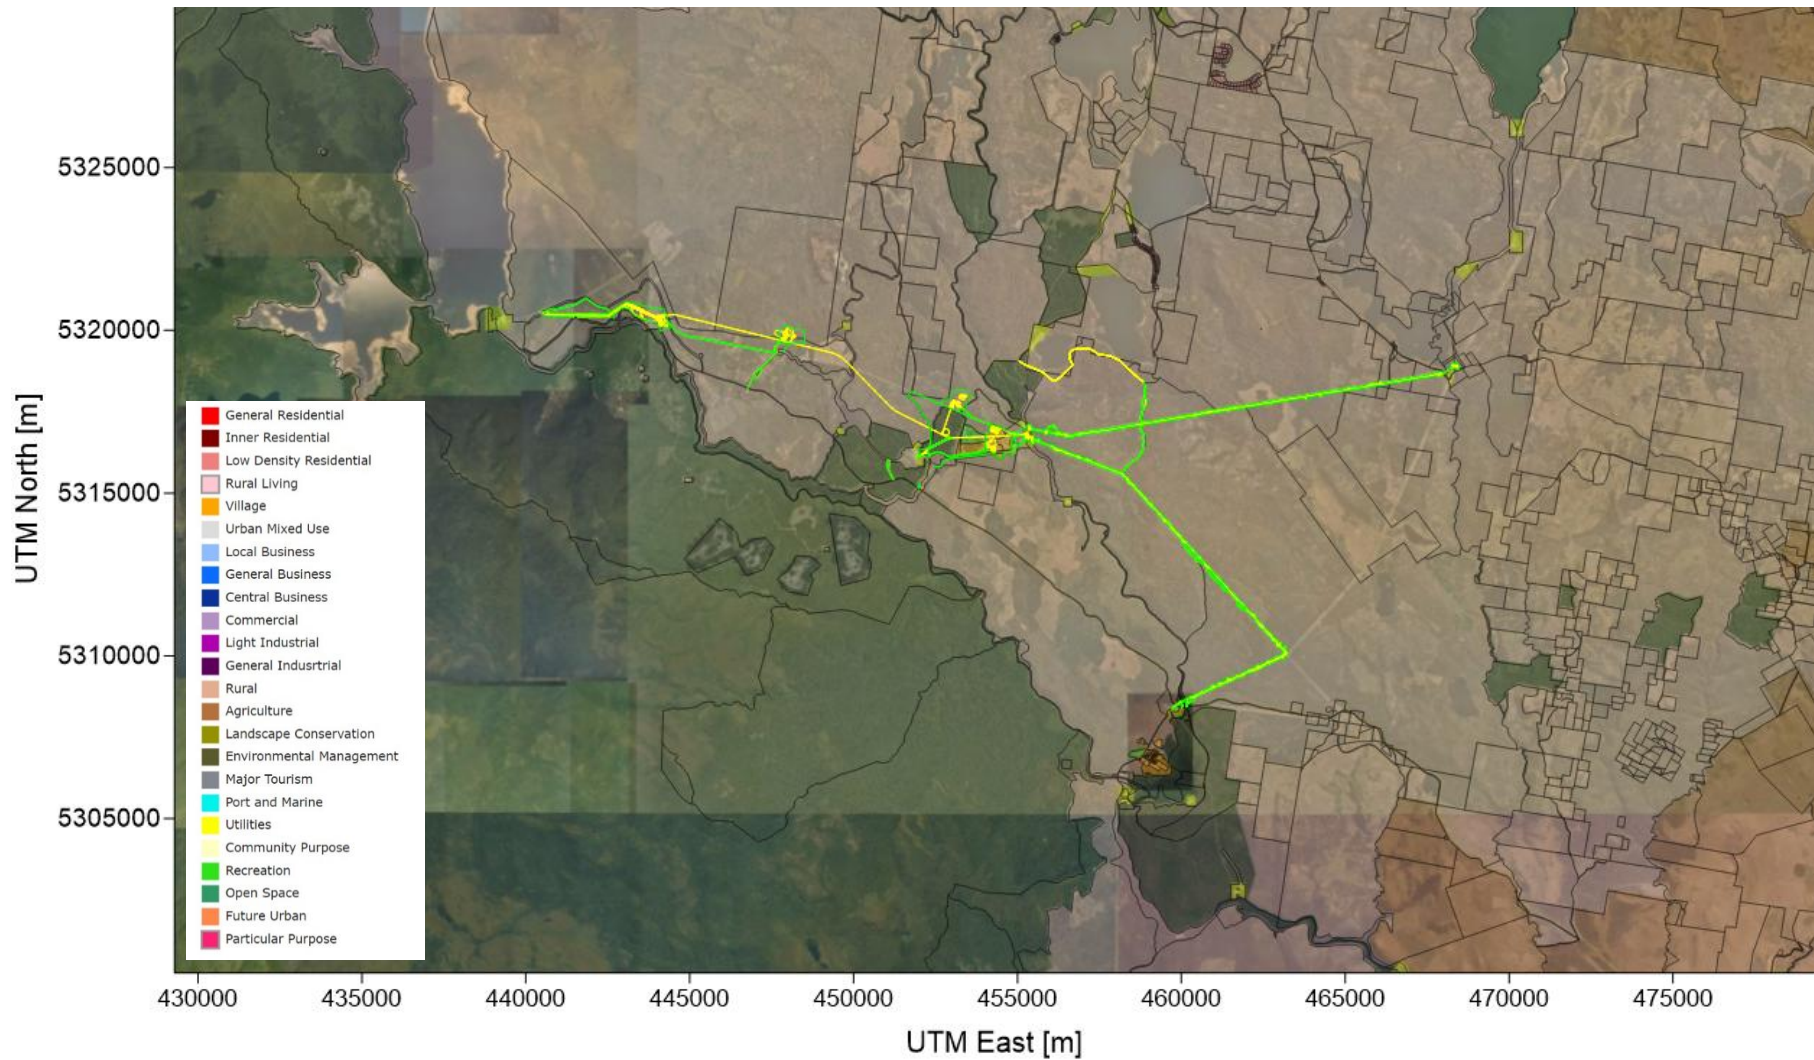 UTM North [m]
5325000
5320000
5315000
5310000
5305000
General Residential
Inner Residential
Low Density Residential
Rural Living
Village
Urban Mixed Use
Local Business
General Business
Central Business
Commercial
Light Industrial
General Indusrtrial
Rural
Agriculture
Landscape Conservation
Environmental Management
Major Tourism
Port and Marine
Utilities
Community Purpose
Recreation
Open Space
Future Urban
Particular Purpose
430000 435000 440000 445000 450000 455000 460000 465000 470000 475000
UTM East [m]